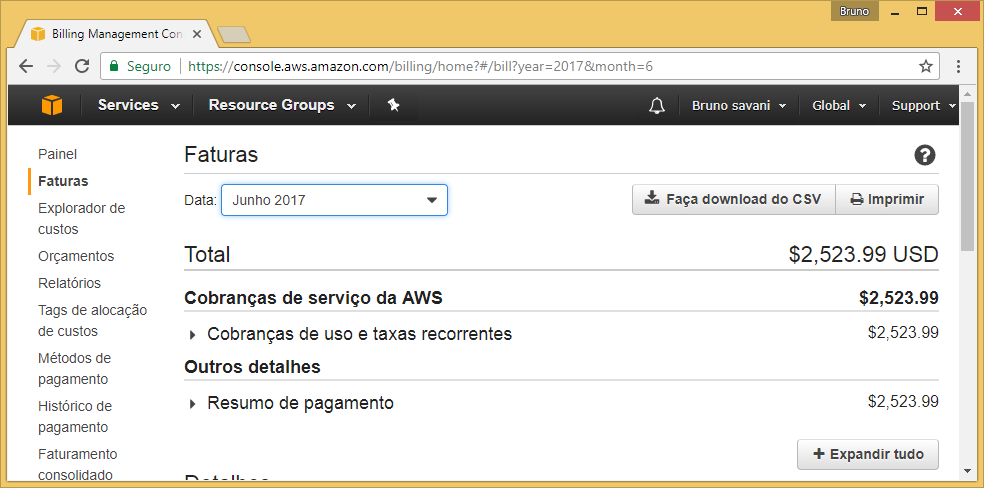 Bruno
Billing Management Con
Seguro https://console.aws.amazon.com/billing/home?#/bill?year=2017&month=6
Services Resource Groups Bruno savani Global Support
Painel
Faturas
Explorador de
custos
Orçamentos
Relatórios
Tags de alocação
de custos
Métodos de
pagamento
Histórico de
pagamento
Faturamento
consolidado
Faturas
Data: Junho 2017
Faça download do CSV Imprimir
Total $2,523.99 USD
Cobranças de serviço da AWS $2,523.99
Cobranças de uso e taxas recorrentes $2,523.99
Outros detalhes
Resumo de pagamento $2,523.99
Expandir tudo
Detalhes